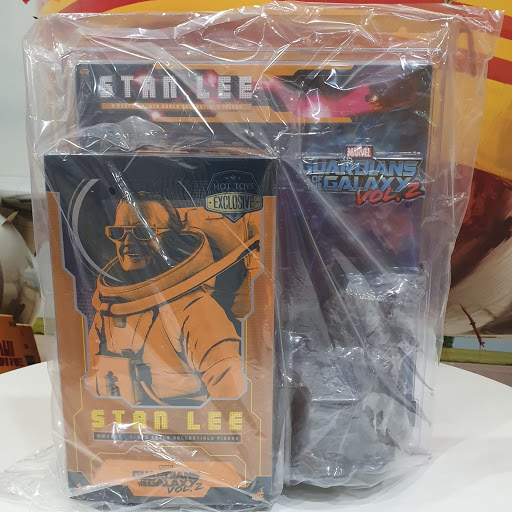 STAN LEE
MARVEL
GUARDIANS
OF THE
GALAXY
VOL.2
HOT TOYS
EXCLUSIVE
STAN LEE
GUARDIANS
OF THE
GALAXY
VOL.2